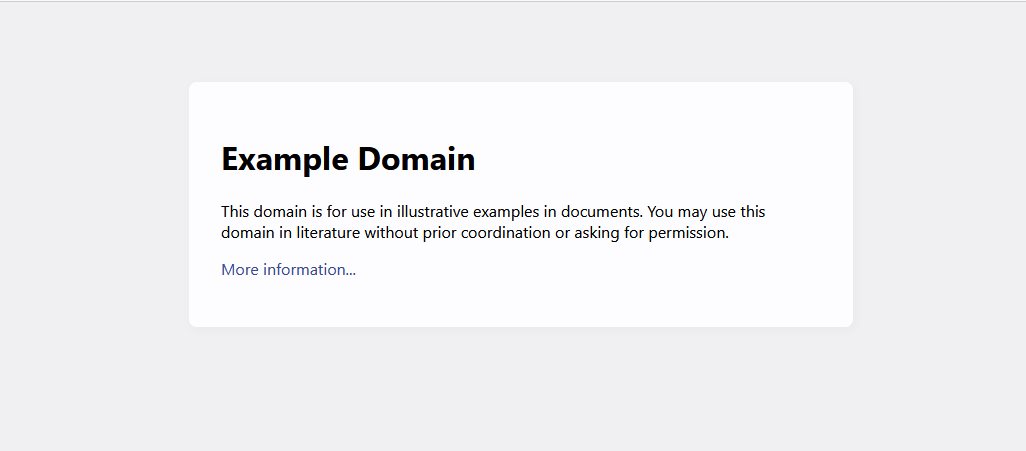 Example Domain
This domain is for use in illustrative examples in documents. You may use this
domain in literature without prior coordination or asking for permission.
More information...